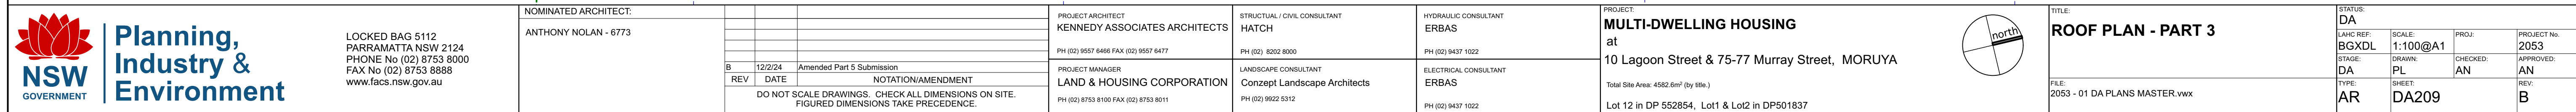 NSW
GOVERNMENT
Planning,
Industry &
Environment
LOCKED BAG 5112
PARRAMATTA NSW 2124
PHONE No (02) 8753 8000
FAX No (02) 8753 8888
www.facs.nsw.gov.au
NOMINATED ARCHITECT:
ANTHONY NOLAN - 6773
B 12/2/24 Amended Part 5 Submission
REV DATE NOTATION/AMENDMENT
DO NOT SCALE DRAWINGS. CHECK ALL DIMENSIONS ON SITE.
FIGURED DIMENSIONS TAKE PRECEDENCE.
PROJECT ARCHITECT
KENNEDY ASSOCIATES ARCHITECTS
PH (02) 9557 6466 FAX (02) 9557 6477
PROJECT MANAGER
LAND & HOUSING CORPORATION
PH (02) 8753 8100 FAX (02) 8753 8011
STRUCTUAL / CIVIL CONSULTANT
HATCH
PH (02) 8202 8000
LANDSCAPE CONSULTANT
Conzept Landscape Architects
PH (02) 9922 5312
HYDRAULIC CONSULTANT
ERBAS
PH (02) 9437 1022
ELECTRICAL CONSULTANT
ERBAS
PH (02) 9437 1022
PROJECT:
MULTI-DWELLING HOUSING
at
10 Lagoon Street & 75-77 Murray Street, MORUYA
Total Site Area: 4582.6m² (by title.)
Lot 12 in DP 552854, Lot1 & Lot2 in DP501837
north
TITLE:
ROOF PLAN - PART 3
FILE:
2053 - 01 DA PLANS MASTER.vwx
STATUS:
DA
LAHC REF: SCALE: PROJ: PROJECT No.
BGXDL 1:100@A1 2053
STAGE: DRAWN: CHECKED: APPROVED:
DA PL AN AN
TYPE: SHEET: REV:
AR DA209 B